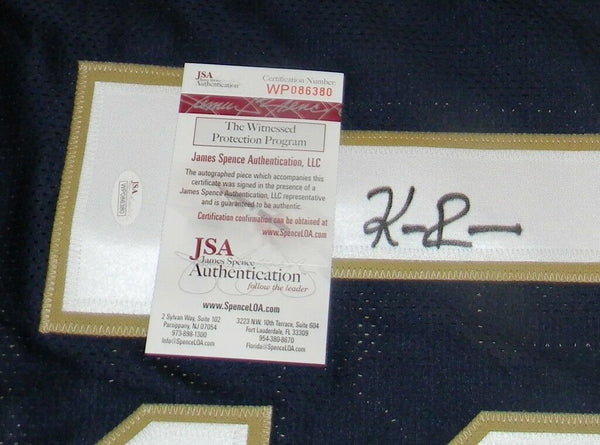 JSA
Authentication
Certification Number:
WP086380
The Witnessed
Protection Program
James Spence Authentication, LLC
The autographed piece which accompanies this
certificate was signed in the presence of a
James Spence Authentication, LLC representative
and is guaranteed to be authentic.
Certification confirmation can be obtained at
www.SpenceLOA.com
JSA
James Spence
Authentication
follow the leader
www.SpenceLOA.com
2 Sylvan Way, Suite 102
Parsippany, NJ 07054
973-898-1300
Info@SpenceLOA.com
3223 N.W. 10th Terrace, Suite 604
Fort Lauderdale, FL 33309
954-380-8670
Florida@SpenceLOA.com
JSA
WP086380